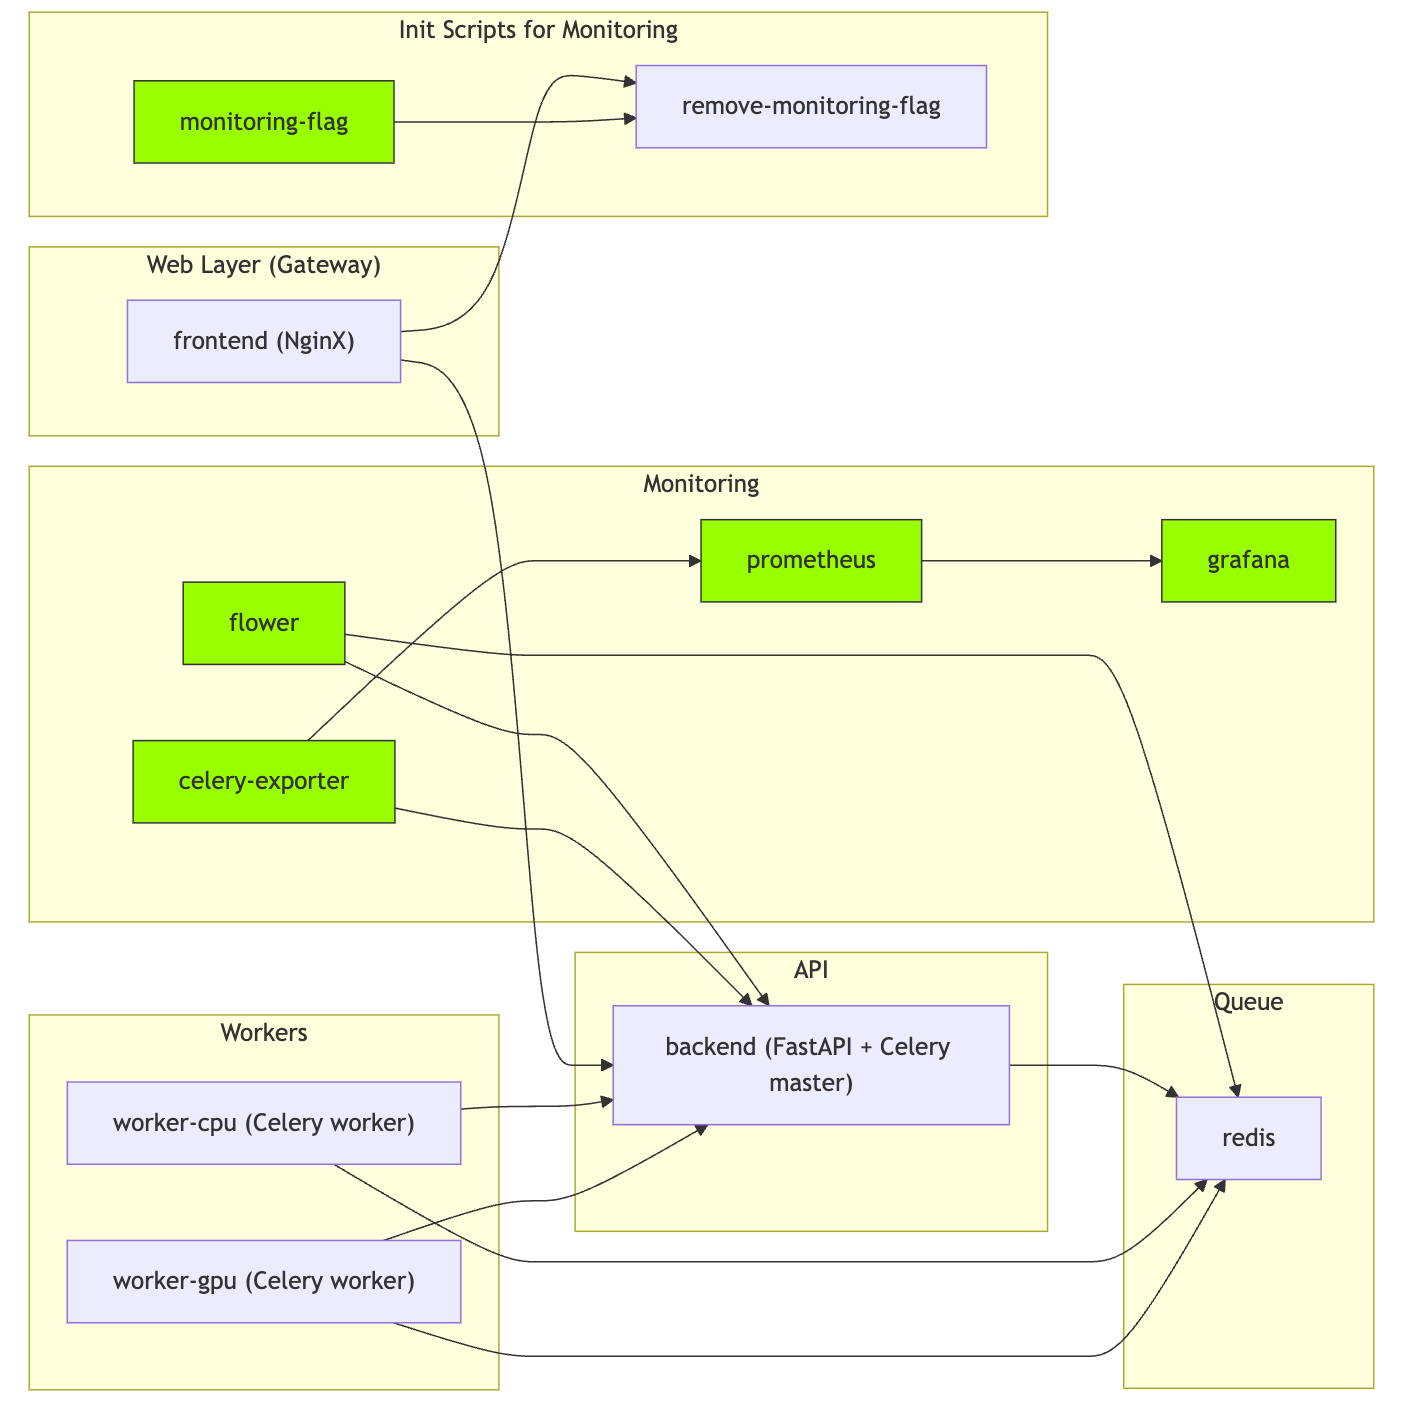 Init Scripts for Monitoring
monitoring-flag
remove-monitoring-flag
Web Layer (Gateway)
frontend (NginX)
Monitoring
prometheus
grafana
flower
celery-exporter
API
backend (FastAPI + Celery
master)
Queue
redis
Workers
worker-cpu (Celery worker)
worker-gpu (Celery worker)